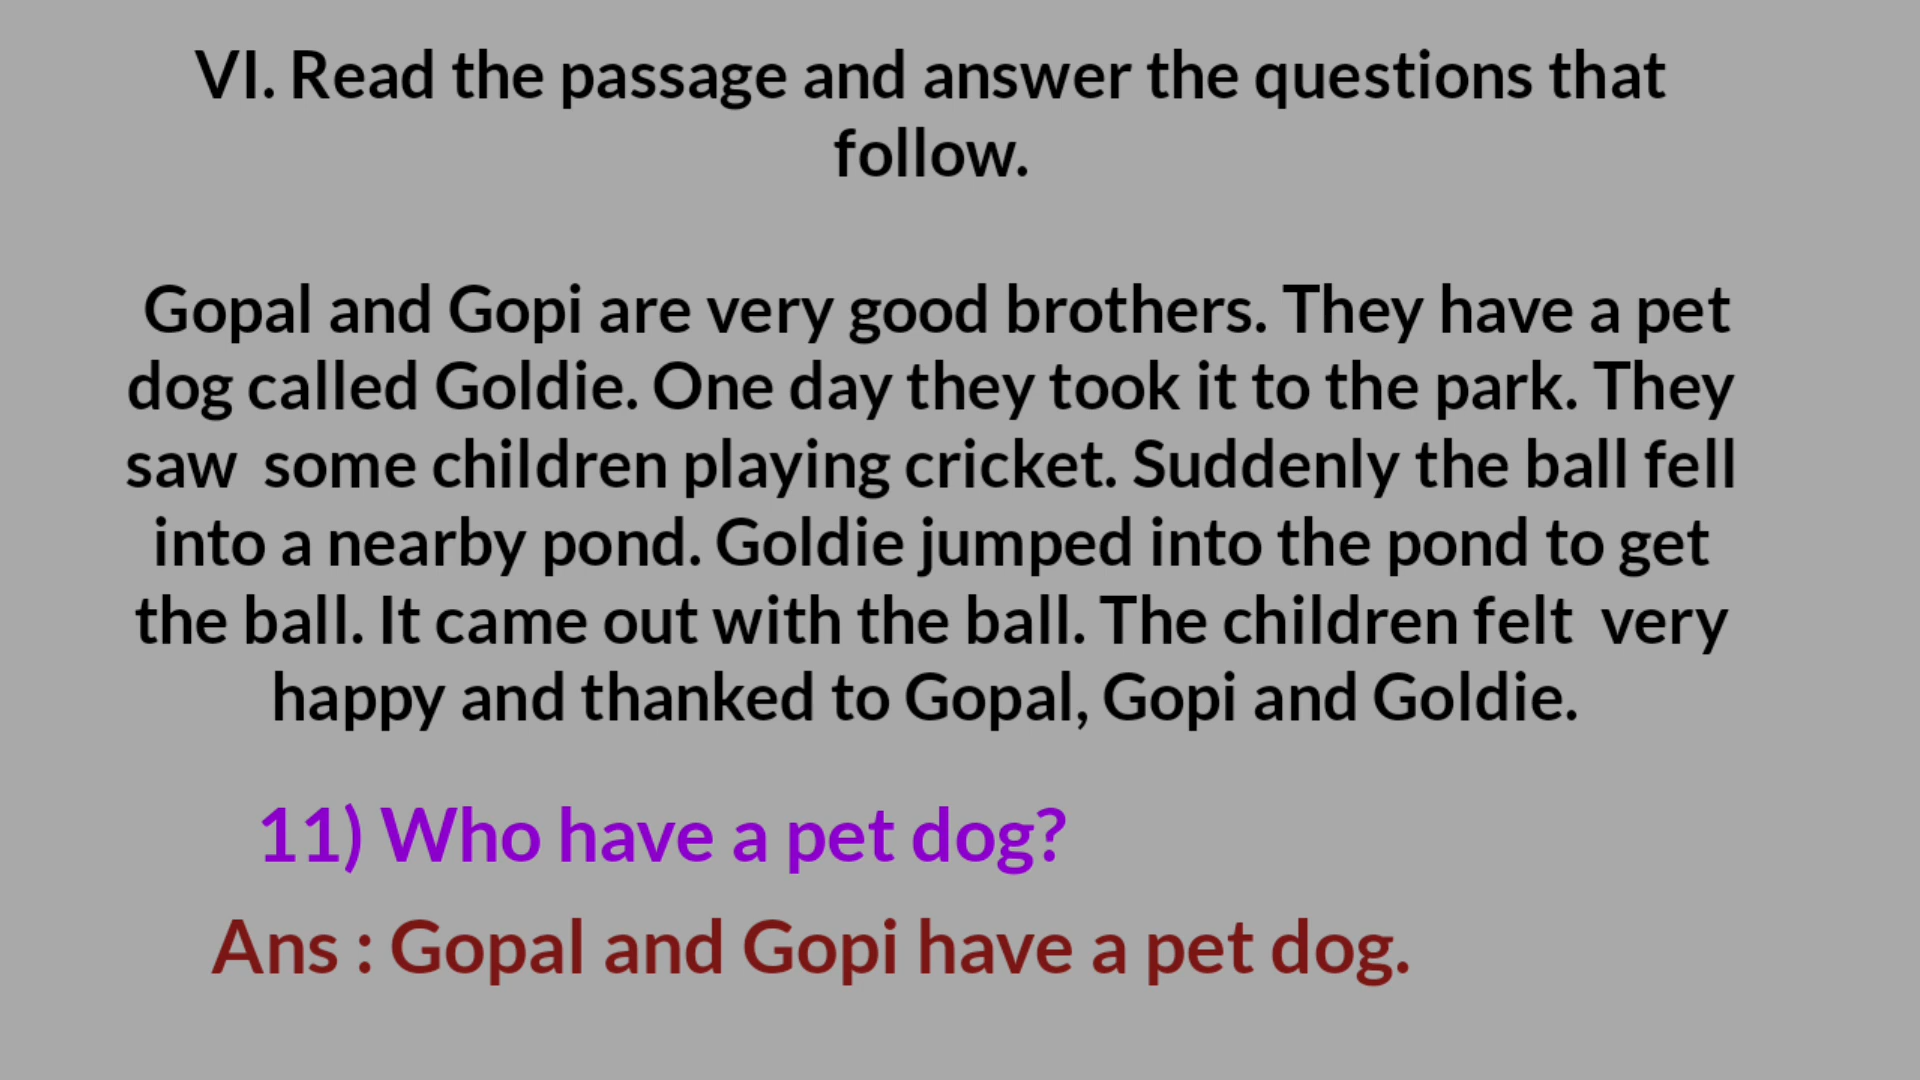 VI. Read the passage and answer the questions that
follow.
Gopal and Gopi are very good brothers. They have a pet
dog called Goldie. One day they took it to the park. They
saw  some children playing cricket. Suddenly the ball fell
into a nearby pond. Goldie jumped into the pond to get
the ball. It came out with the ball. The children felt  very
happy and thanked to Gopal, Gopi and Goldie.
11) Who have a pet dog?
Ans : Gopal and Gopi have a pet dog.